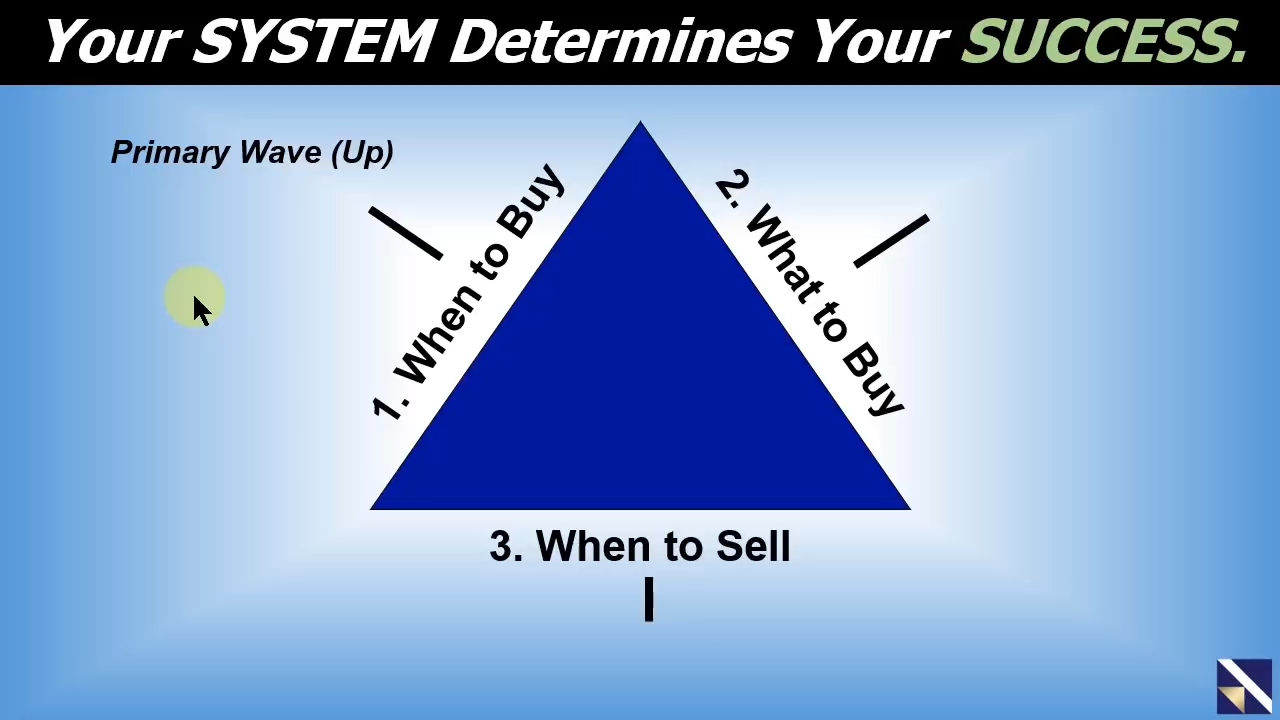 Your SYSTEM Determines Your SUCCESS.
Primary Wave (Up)
1. When to Buy
2. What to Buy
3. When to Sell